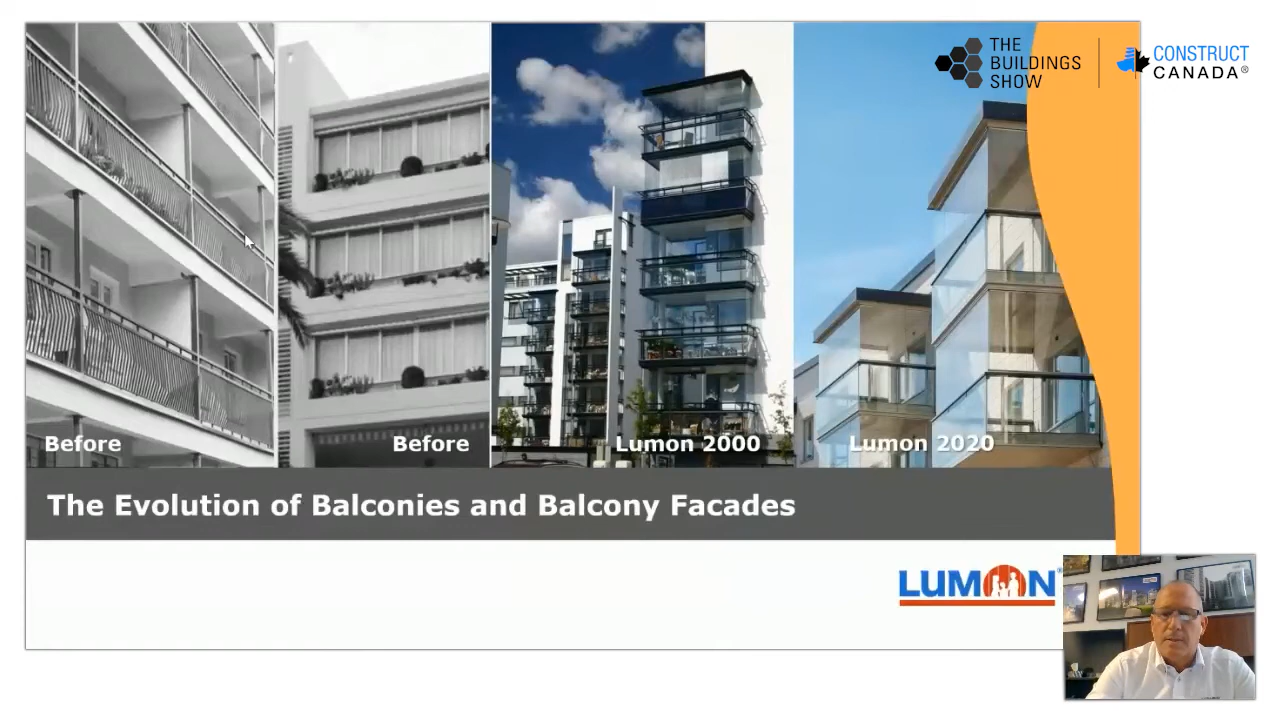 THE
BUILDINGS
SHOW
CONSTRUCT
CANADA®
Before
Before
Lumon 2000
Lumon 2020
The Evolution of Balconies and Balcony Facades
LUMON®